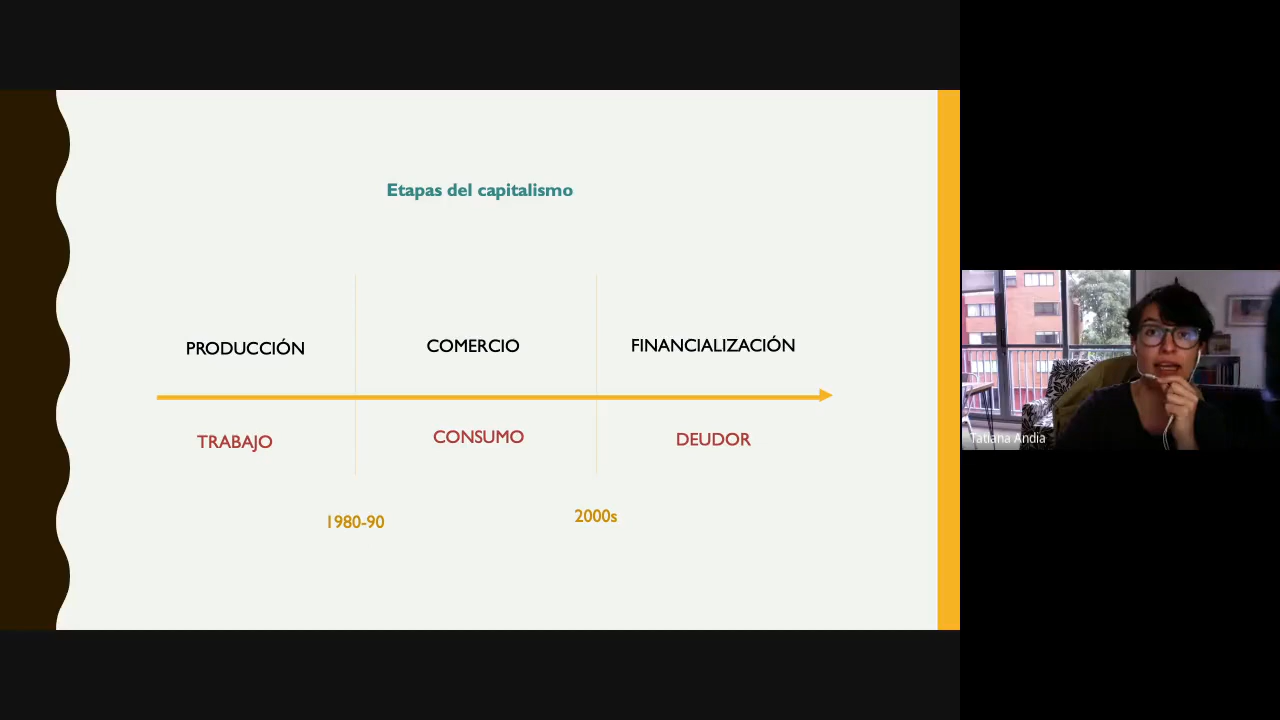 Etapas del capitalismo
PRODUCCIÓN
COMERCIO
FINANCIALIZACIÓN
TRABAJO
CONSUMO
DEUDOR
1980-90
2000s
Tatiana Andia